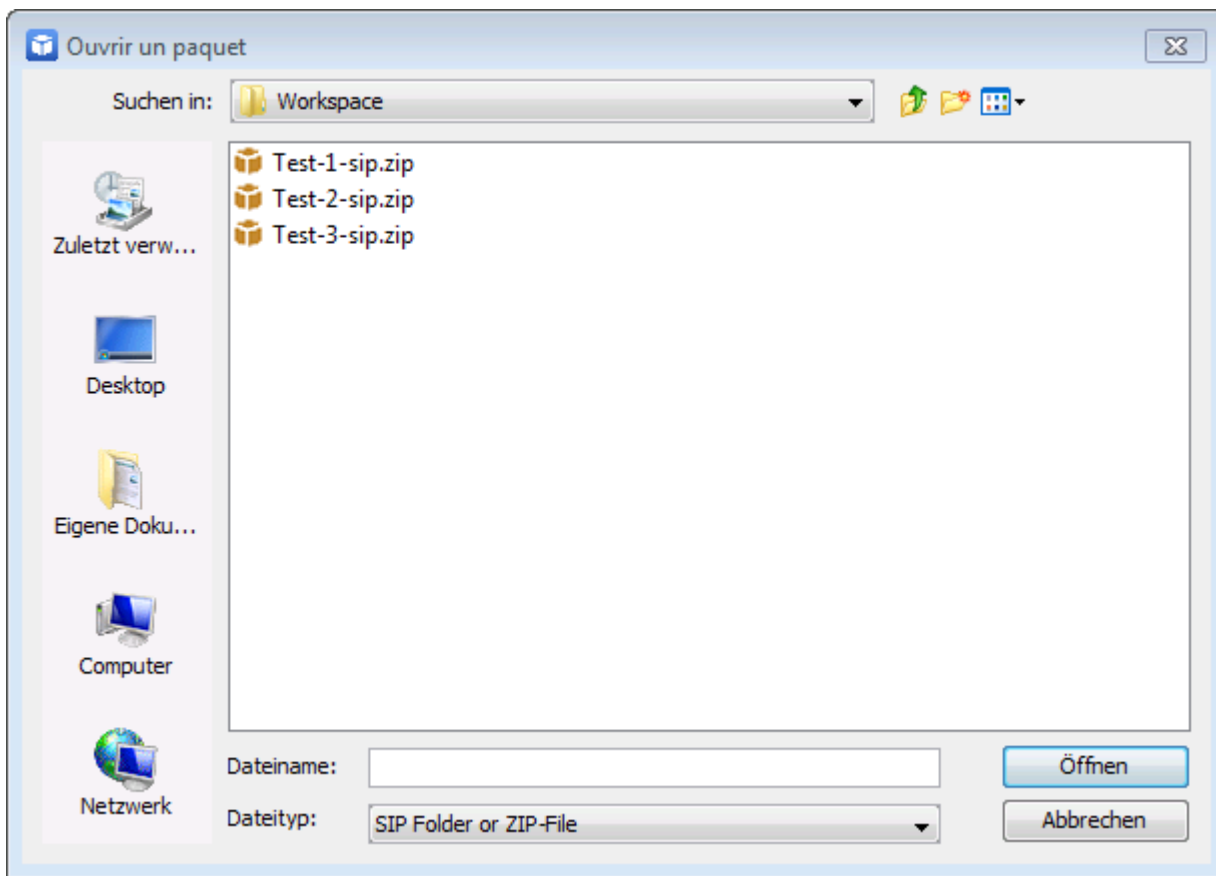 Ouvrir un paquet
Suchen in: Workspace
Test-1-sip.zip
Test-2-sip.zip
Test-3-sip.zip
Zuletzt verw...
Desktop
Eigene Doku...
Computer
Netzwerk
Dateiname: Öffnen
Dateityp: SIP Folder or ZIP-File Abbrechen